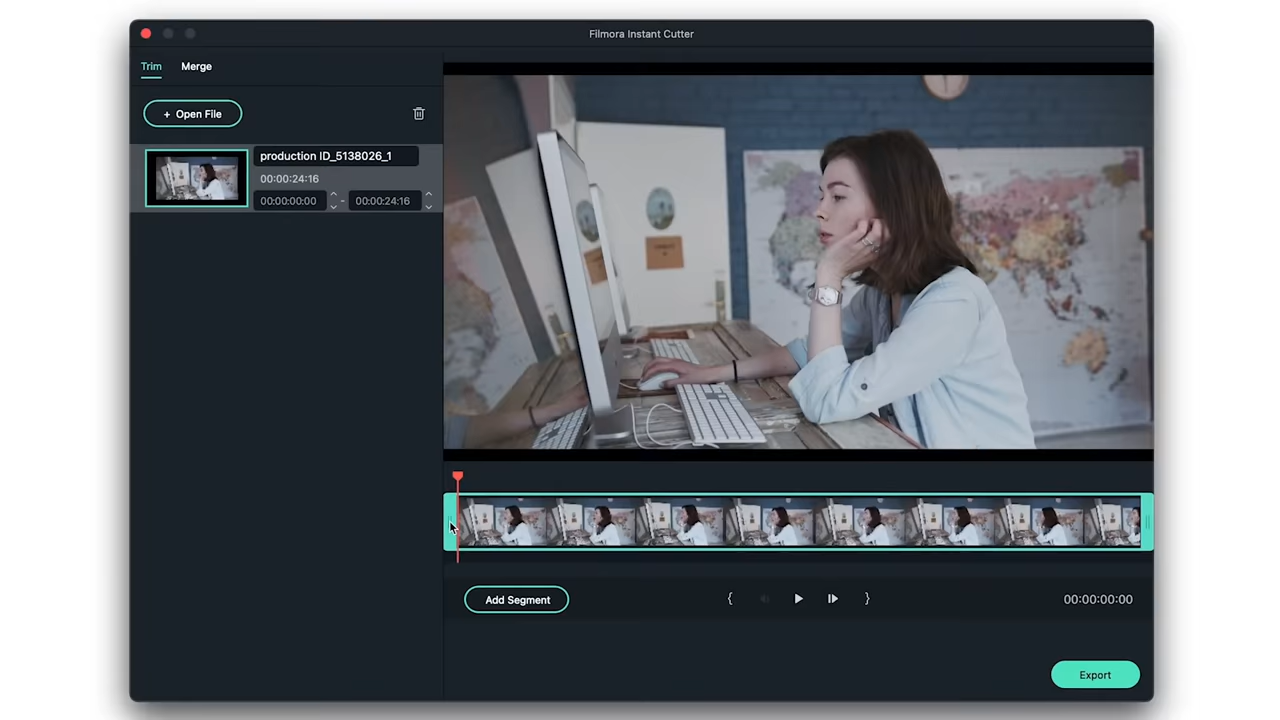 Filmora Instant Cutter
Trim Merge
+ Open File
production ID_5138026_1
00:00:24:16
00:00:00:00 - 00:00:24:16
Add Segment
{ }
00:00:00:00
Export